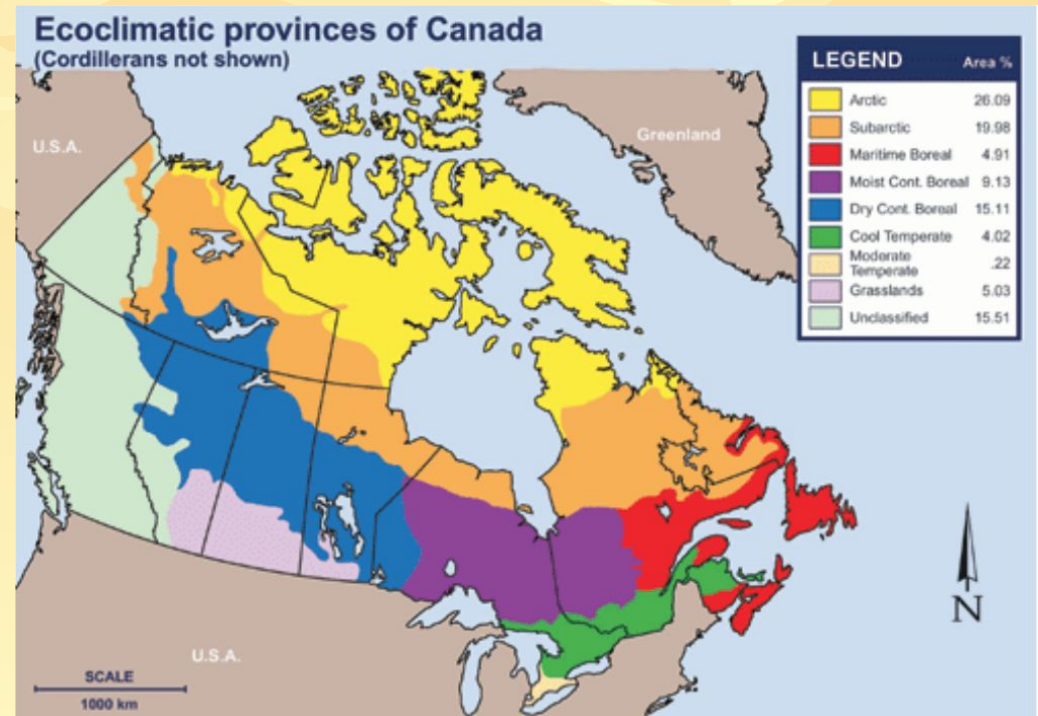 Ecoclimatic provinces of Canada
(Cordillerans not shown)
LEGEND Area %
Arctic 26.09
Subarctic 19.98
Maritime Boreal 4.91
Moist Cont. Boreal 9.13
Dry Cont. Boreal 15.11
Cool Temperate 4.02
Moderate
Temperate .22
Grasslands 5.03
Unclassified 15.51
U.S.A.
Greenland
N
U.S.A.
SCALE
1000 km